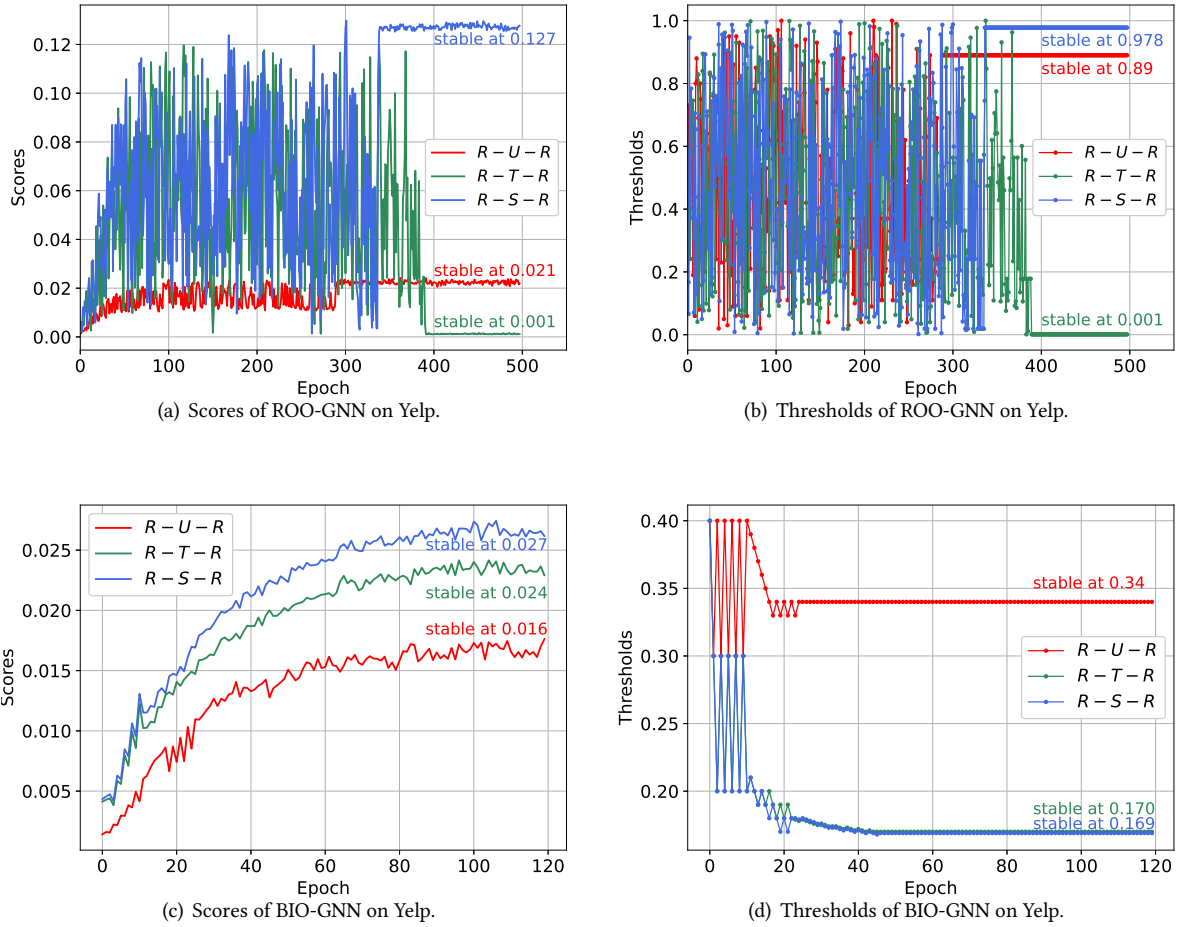 0.12
0.10
0.08
0.06
0.04
0.02
0.00
Scores
0 100 200 300 400 500
Epoch
stable at 0.127
R − U − R
R − T − R
R − S − R
stable at 0.021
stable at 0.001
(a) Scores of ROO-GNN on Yelp.
1.0
0.8
0.6
0.4
0.2
0.0
Thresholds
0 100 200 300 400 500
Epoch
stable at 0.978
stable at 0.89
R − U − R
R − T − R
R − S − R
stable at 0.001
(b) Thresholds of ROO-GNN on Yelp.
0.025
0.020
0.015
0.010
0.005
Scores
0 20 40 60 80 100 120
Epoch
R − U − R
R − T − R
R − S − R
stable at 0.027
stable at 0.024
stable at 0.016
(c) Scores of BIO-GNN on Yelp.
0.40
0.35
0.30
0.25
0.20
Thresholds
0 20 40 60 80 100 120
Epoch
stable at 0.34
R − U − R
R − T − R
R − S − R
stable at 0.170
stable at 0.169
(d) Thresholds of BIO-GNN on Yelp.